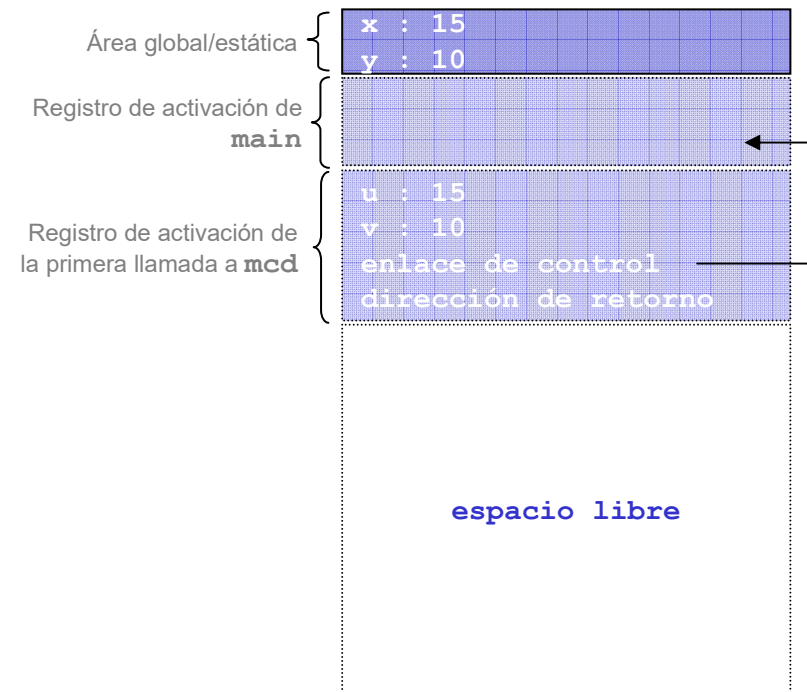 Área global/estática
x : 15
y : 10
Registro de activación de
main
Registro de activación de
la primera llamada a mcd
u : 15
v : 10
enlace de control
dirección de retorno
espacio libre